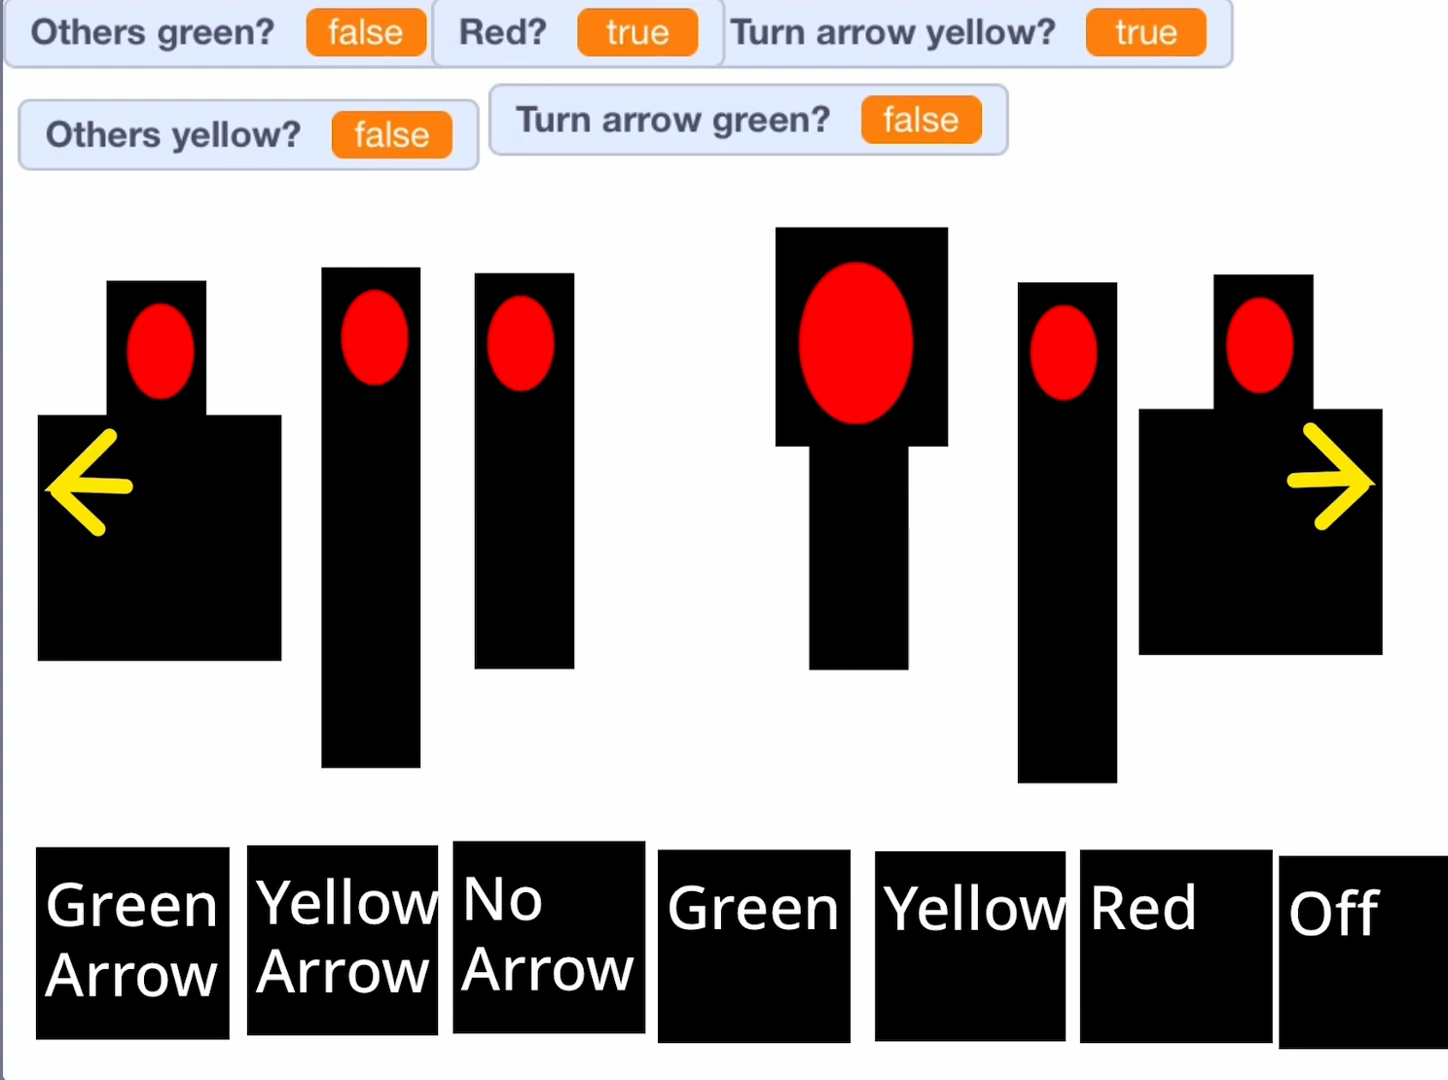 Others green? false
Red? true
Turn arrow yellow? true
Others yellow? false
Turn arrow green? false
Green
Arrow
Yellow
Arrow
No
Arrow
Green
Yellow
Red
Off